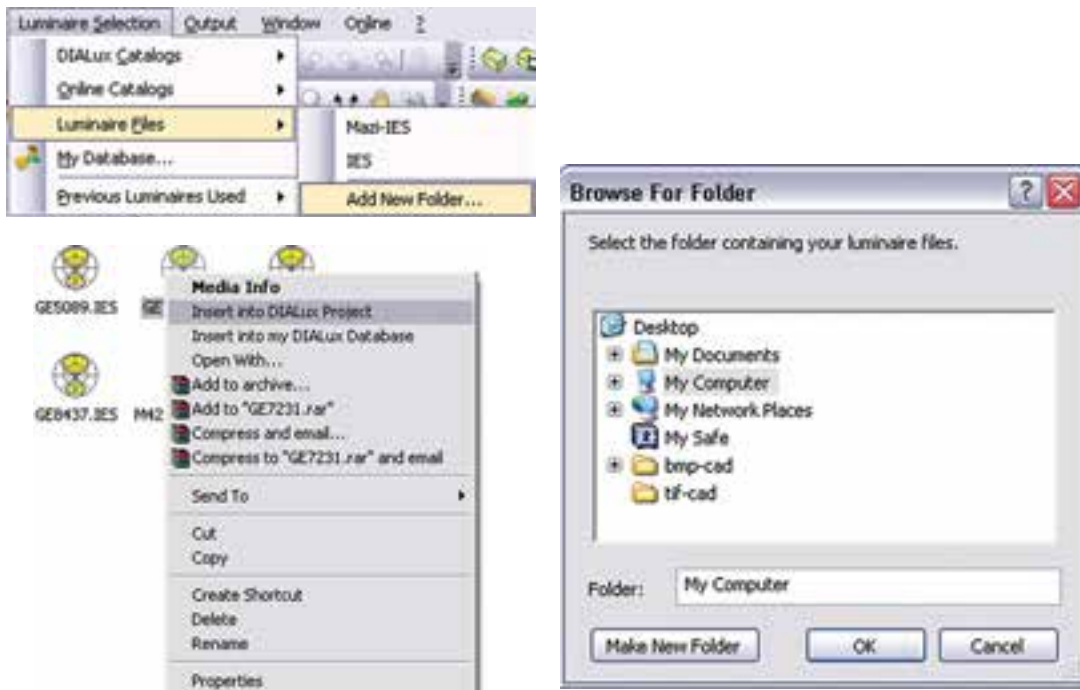 Luminaire Selection Output Window Online ?
DIALux Catalogs
Online Catalogs
Luminaire Files
My Database...
Previous Luminaires Used
Mazi-IES
IES
Add New Folder...
GE5089.IES
GE
GE8437.IES
M42
Media Info
Insert into DIALux Project
Insert into my DIALux Database
Open With...
Add to archive...
Add to "GE7231.rar"
Compress and email...
Compress to "GE7231.rar" and email
Send To
Cut
Copy
Create Shortcut
Delete
Rename
Properties
Browse For Folder
Select the folder containing your luminaire files.
Desktop
My Documents
My Computer
My Network Places
My Safe
bmp-cad
tif-cad
Folder: My Computer
Make New Folder OK Cancel